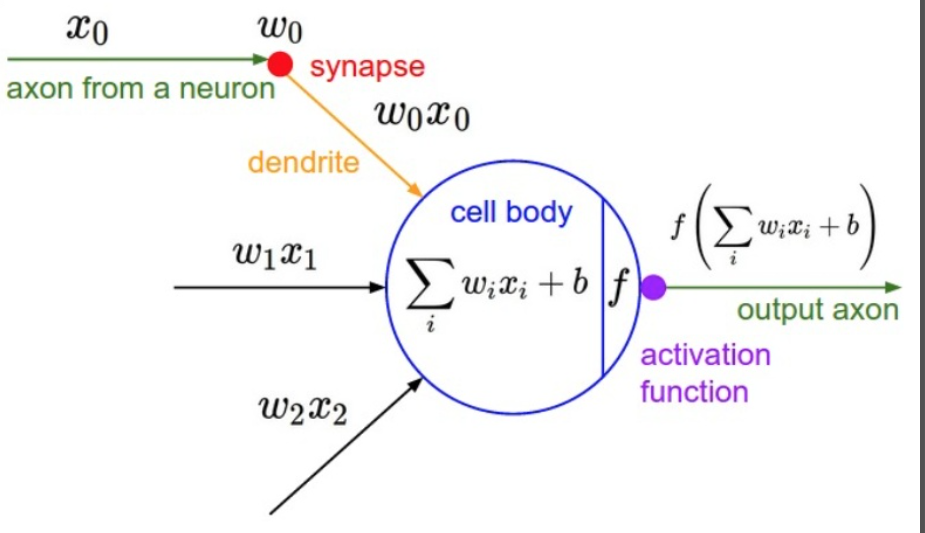 x₀
w₀
axon from a neuron
synapse
w₀x₀
dendrite
cell body
f(∑ᵢ wᵢxᵢ + b)
w₁x₁
∑ᵢ wᵢxᵢ + b
f
output axon
activation
function
w₂x₂